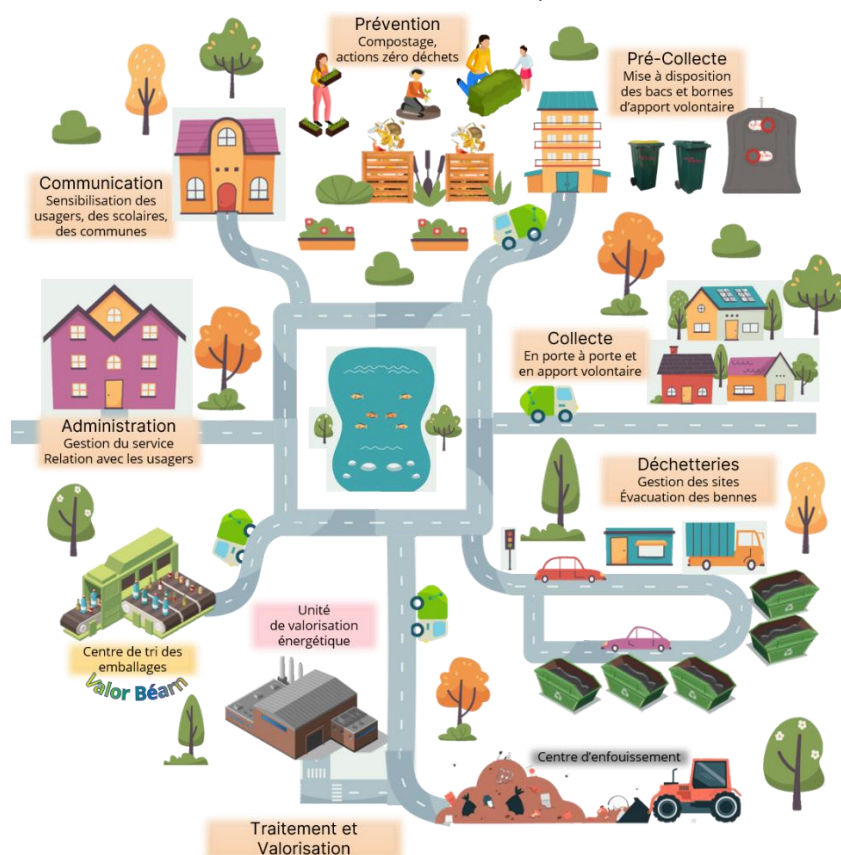 Prévention
Compostage,
actions zéro déchets
Pré-Collecte
Mise à disposition
des bacs et bornes
d'apport volontaire
Communication
Sensibilisation des
usagers, des scolaires,
des communes
Collecte
En porte à porte et
en apport volontaire
Administration
Gestion du service
Relation avec les usagers
Déchetteries
Gestion des sites
Évacuation des bennes
Unité
de valorisation
énergétique
Centre de tri des
emballages
Valor Béarn
Centre d'enfouissement
Traitement et
Valorisation